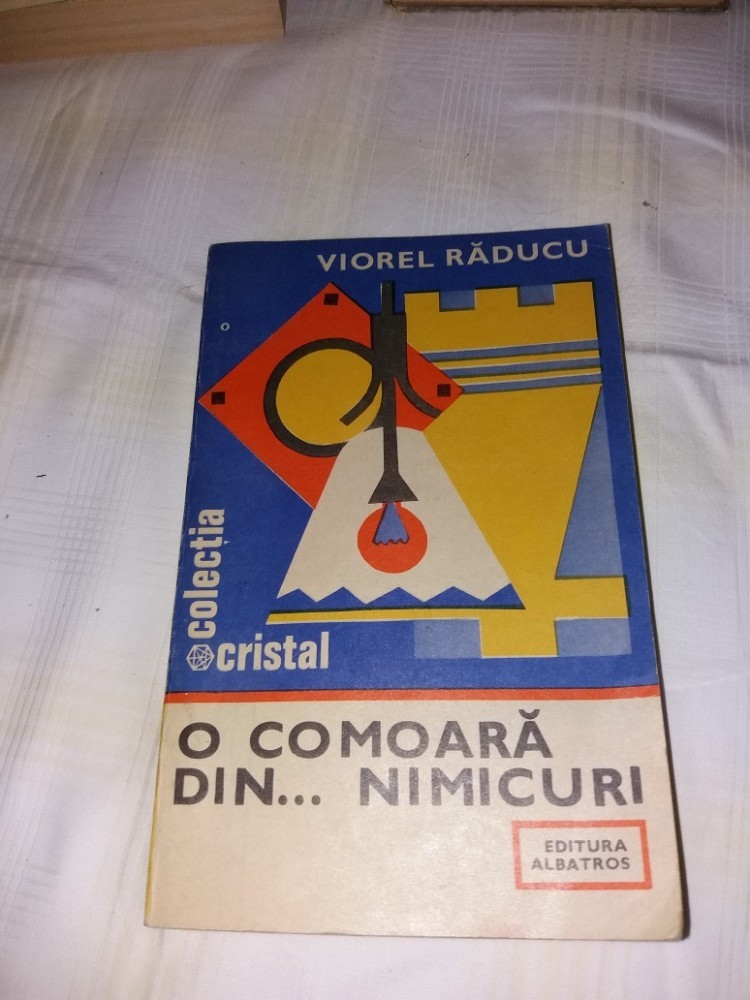 VIOREL RĂDUCU
colecția
cristal
O COMOARĂ
DIN... NIMICURI
EDITURA
ALBATROS